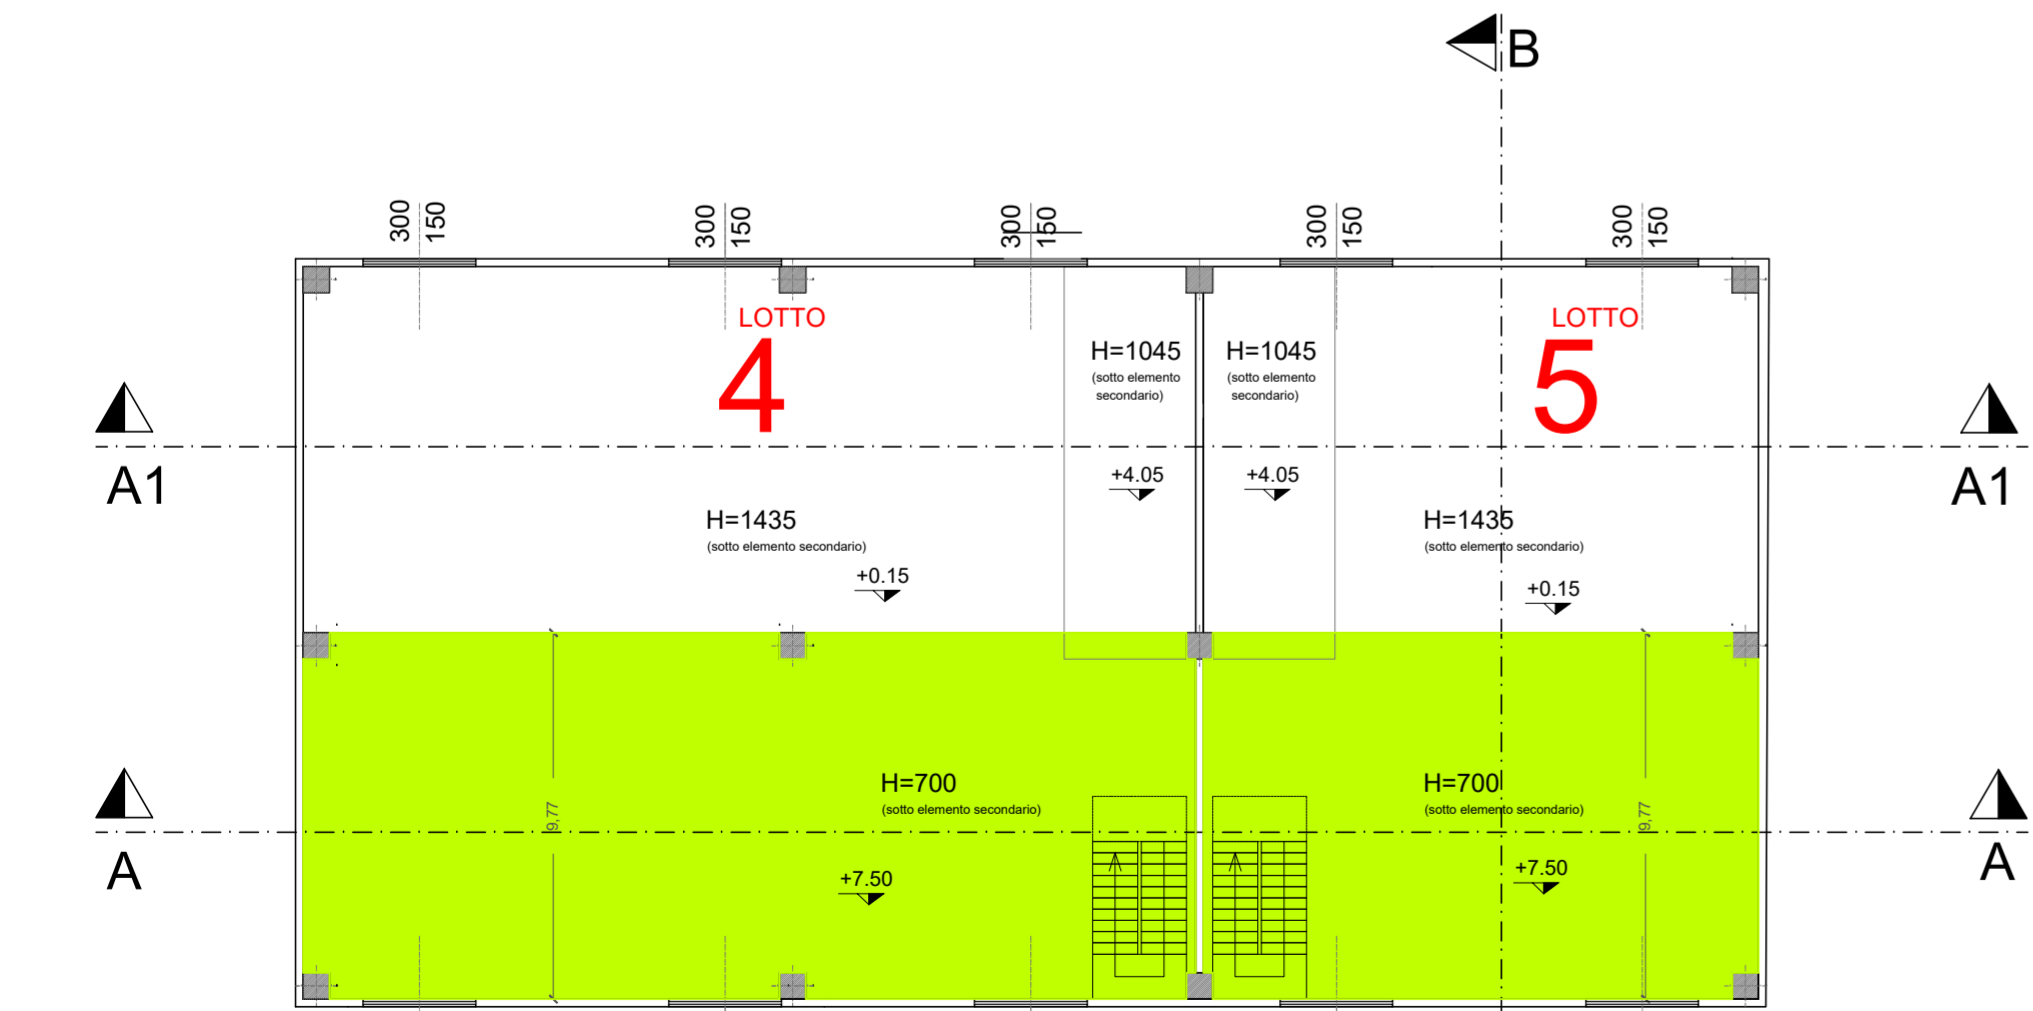 B
300
150
300
150
300
150
300
150
300
150
LOTTO
4
LOTTO
5
H=1045
(sotto elemento
secondario)
H=1045
(sotto elemento
secondario)
A1
A1
+4.05
+4.05
H=1435
(sotto elemento secondario)
H=1435
(sotto elemento secondario)
+0.15
+0.15
H=700
(sotto elemento secondario)
H=700
(sotto elemento secondario)
9,77
9,77
A
A
+7.50
+7.50